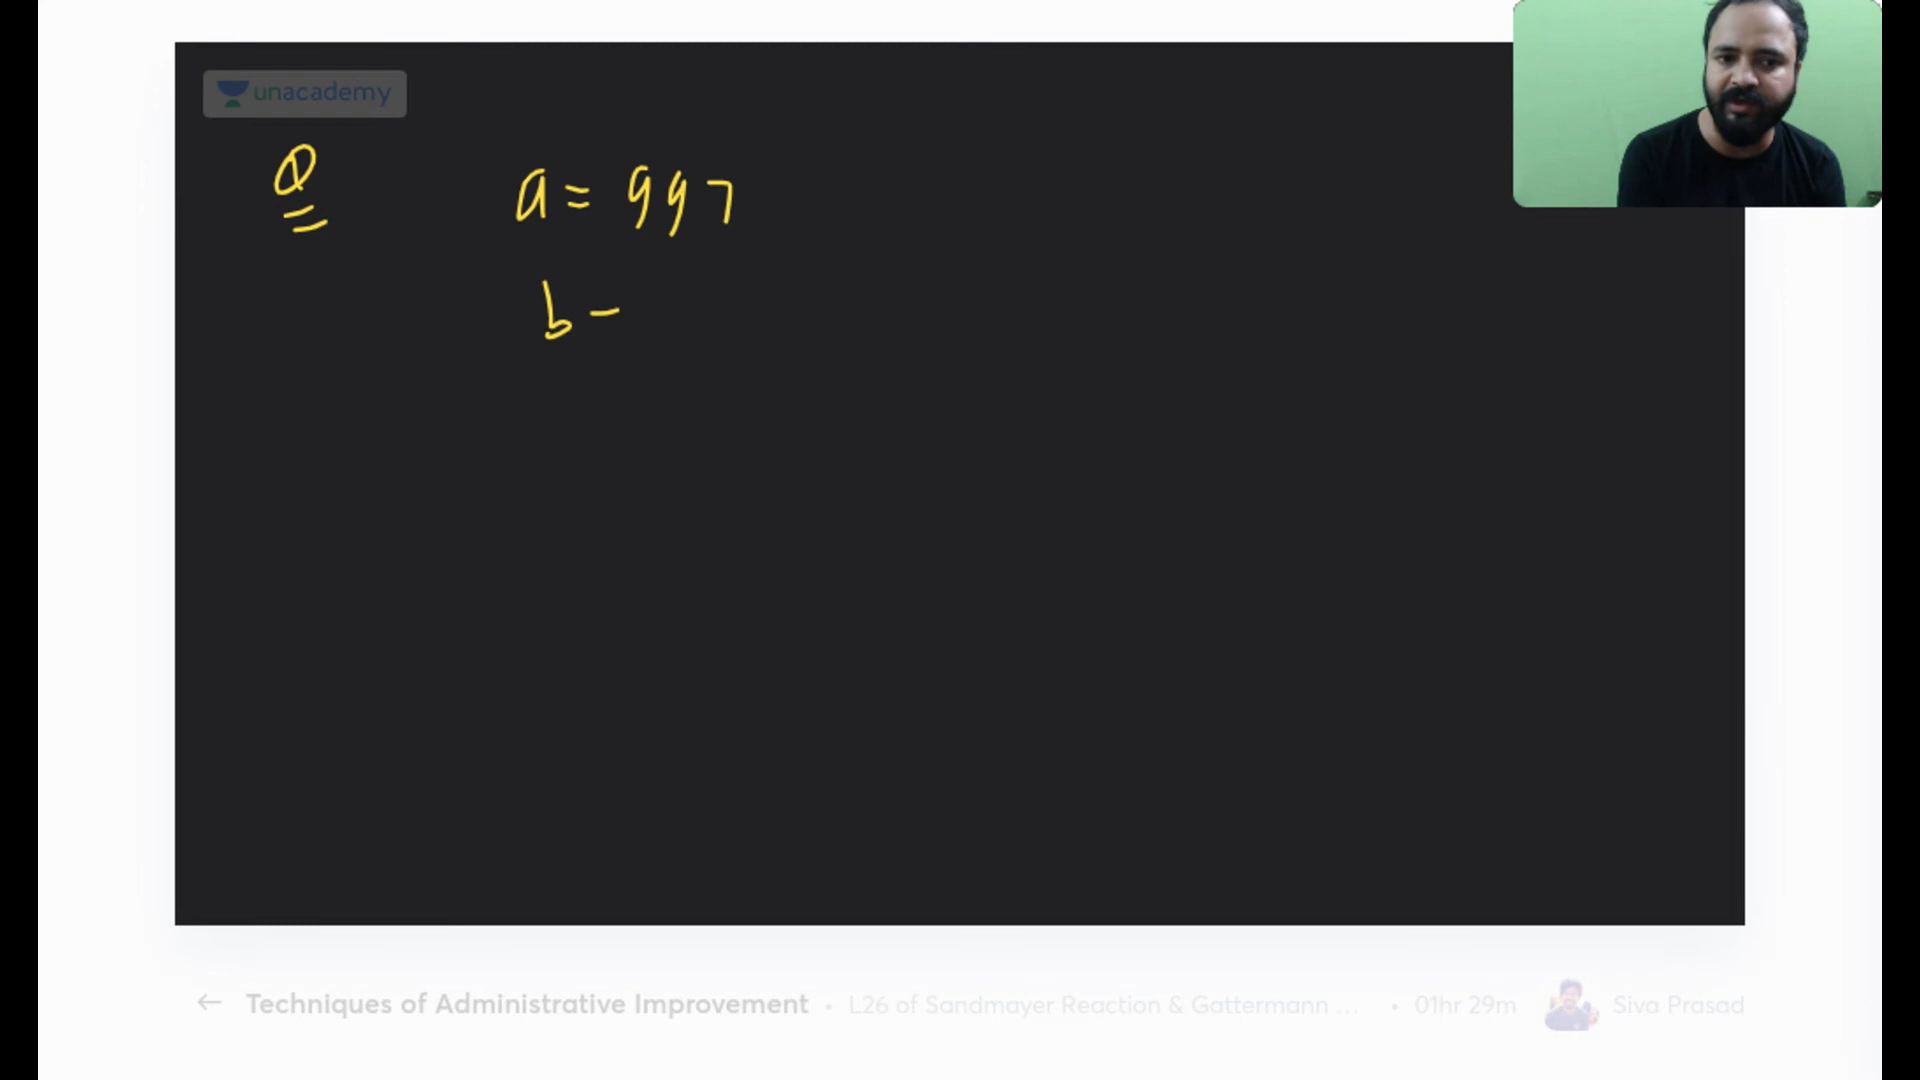 unacademy
Q a = 997
b -
← Techniques of Administrative Improvement • L26 of Sandmayer Reaction & Gattermann ... • 01hr 29m Siva Prasad